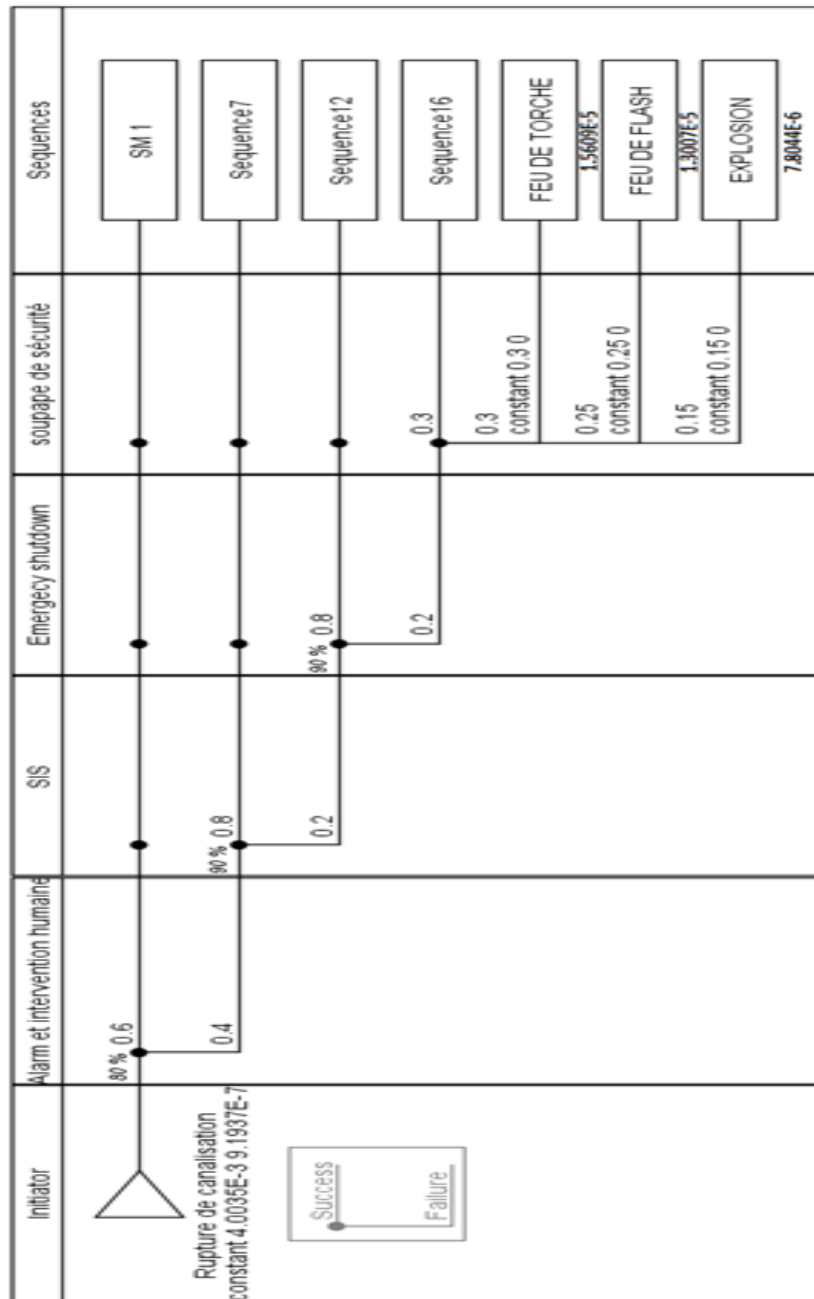 Initiator
Alarm et intervention humaine
SIS
Emergecy shutdown
soupape de sécurité
Sequences
80 % 0.6
SM 1
0.4
90 % 0.8
Sequence7
0.2
90 % 0.8
Sequence12
0.2
0.3
Sequence16
0.3
constant 0.3 0
FEU DE TORCHE
1.5609E-5
0.25
constant 0.25 0
FEU DE FLASH
1.3007E-5
0.15
constant 0.15 0
EXPLOSION
7.8044E-6
Rupture de canalisation
constant 4.0035E-3 9.1937E-7
Success
Failure